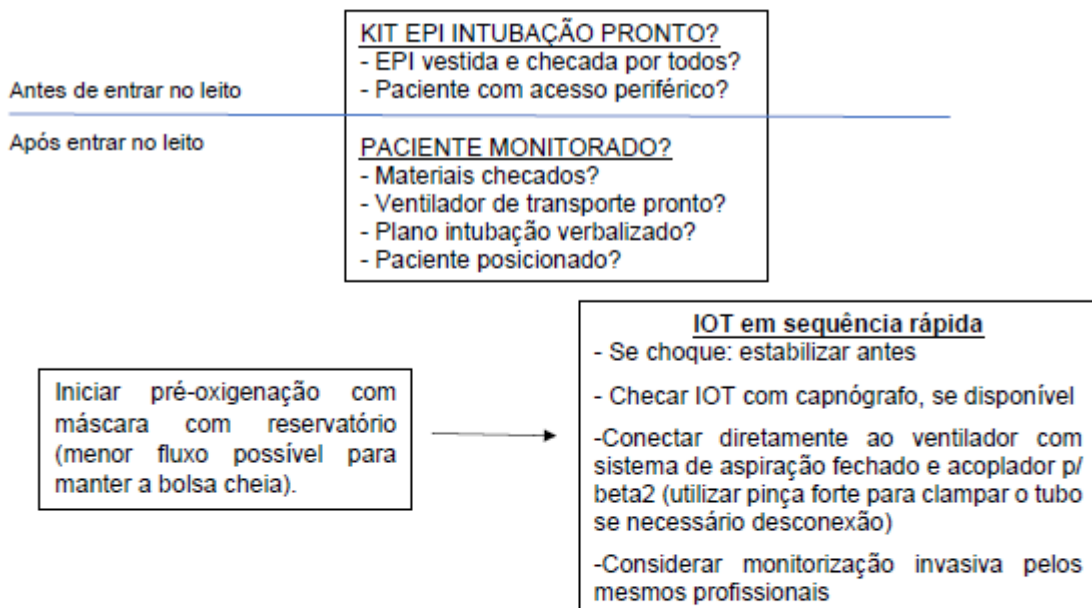 KIT EPI INTUBAÇÃO PRONTO?
- EPI vestida e checada por todos?
- Paciente com acesso periférico?
Antes de entrar no leito
Após entrar no leito
PACIENTE MONITORADO?
- Materiais checados?
- Ventilador de transporte pronto?
- Plano intubação verbalizado?
- Paciente posicionado?
Iniciar pré-oxigenação com
máscara com reservatório
(menor fluxo possível para
manter a bolsa cheia).
IOT em sequência rápida
- Se choque: estabilizar antes
- Checar IOT com capnógrafo, se disponível
-Conectar diretamente ao ventilador com
sistema de aspiração fechado e acoplador p/
beta2 (utilizar pinça forte para clampar o tubo
se necessário desconexão)
-Considerar monitorização invasiva pelos
mesmos profissionais